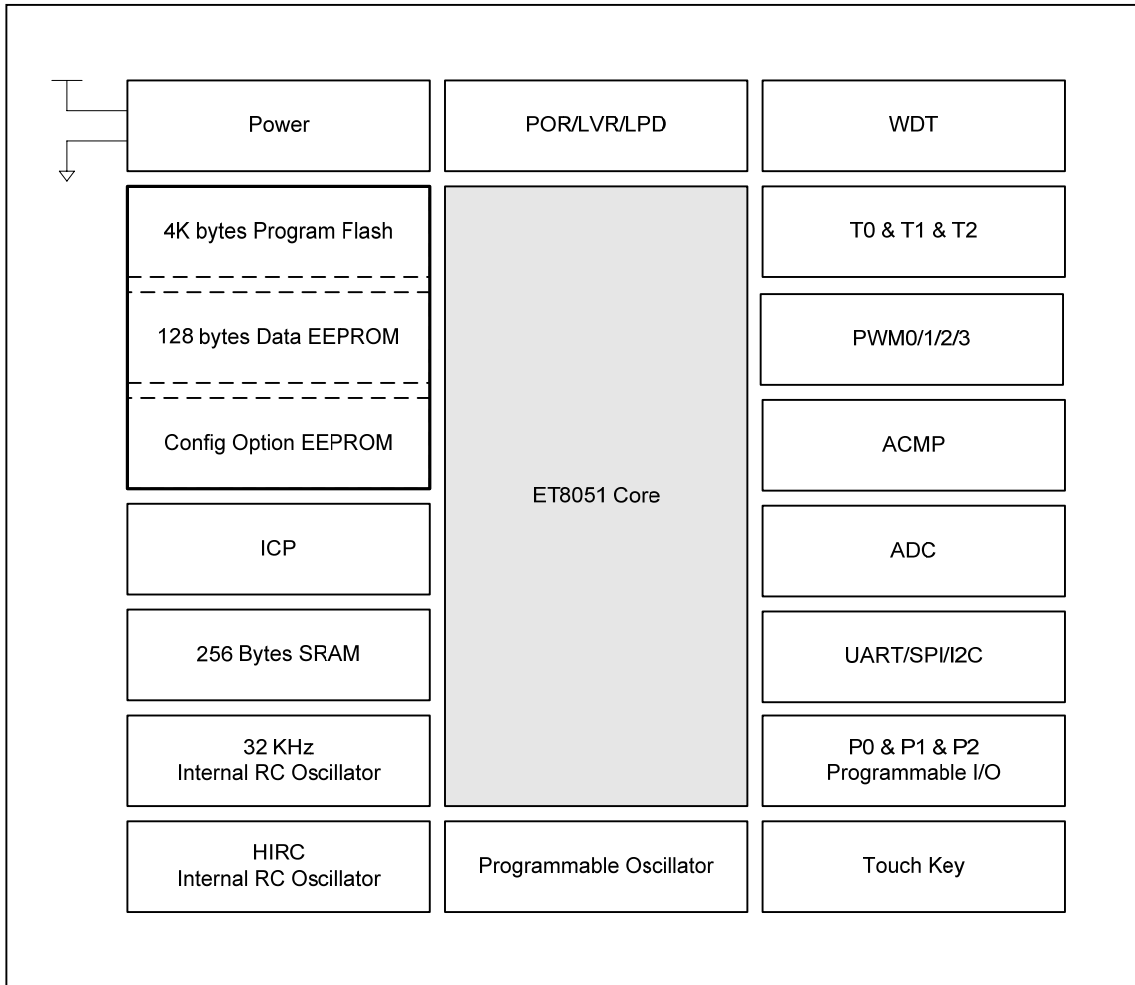 Power
POR/LVR/LPD
WDT
4K bytes Program Flash
T0 & T1 & T2
128 bytes Data EEPROM
PWM0/1/2/3
Config Option EEPROM
ACMP
ET8051 Core
ICP
ADC
256 Bytes SRAM
UART/SPI/I2C
32 KHz
Internal RC Oscillator
P0 & P1 & P2
Programmable I/O
HIRC
Internal RC Oscillator
Programmable Oscillator
Touch Key